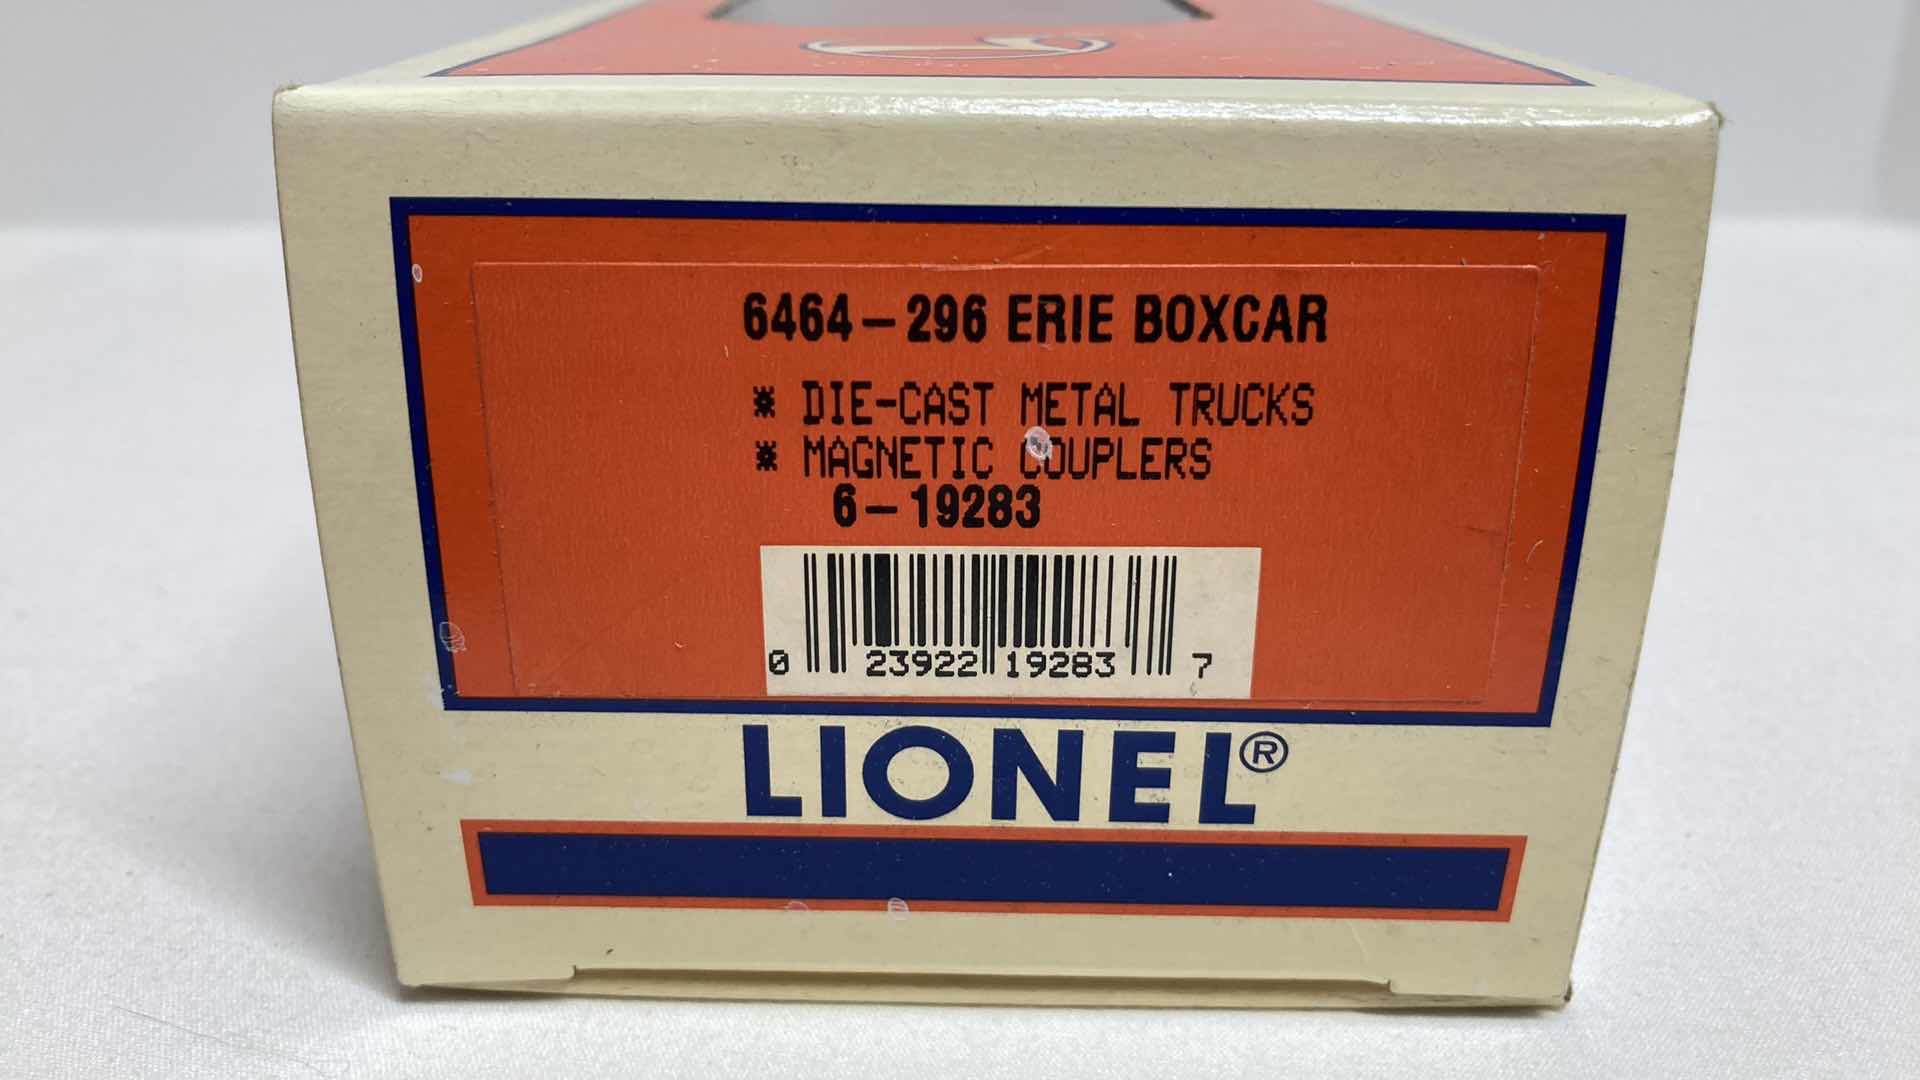 6464-296 ERIE BOXCAR
* DIE-CAST METAL TRUCKS
* MAGNETIC COUPLERS
6-19283
0 23922 19283 7
LIONEL®